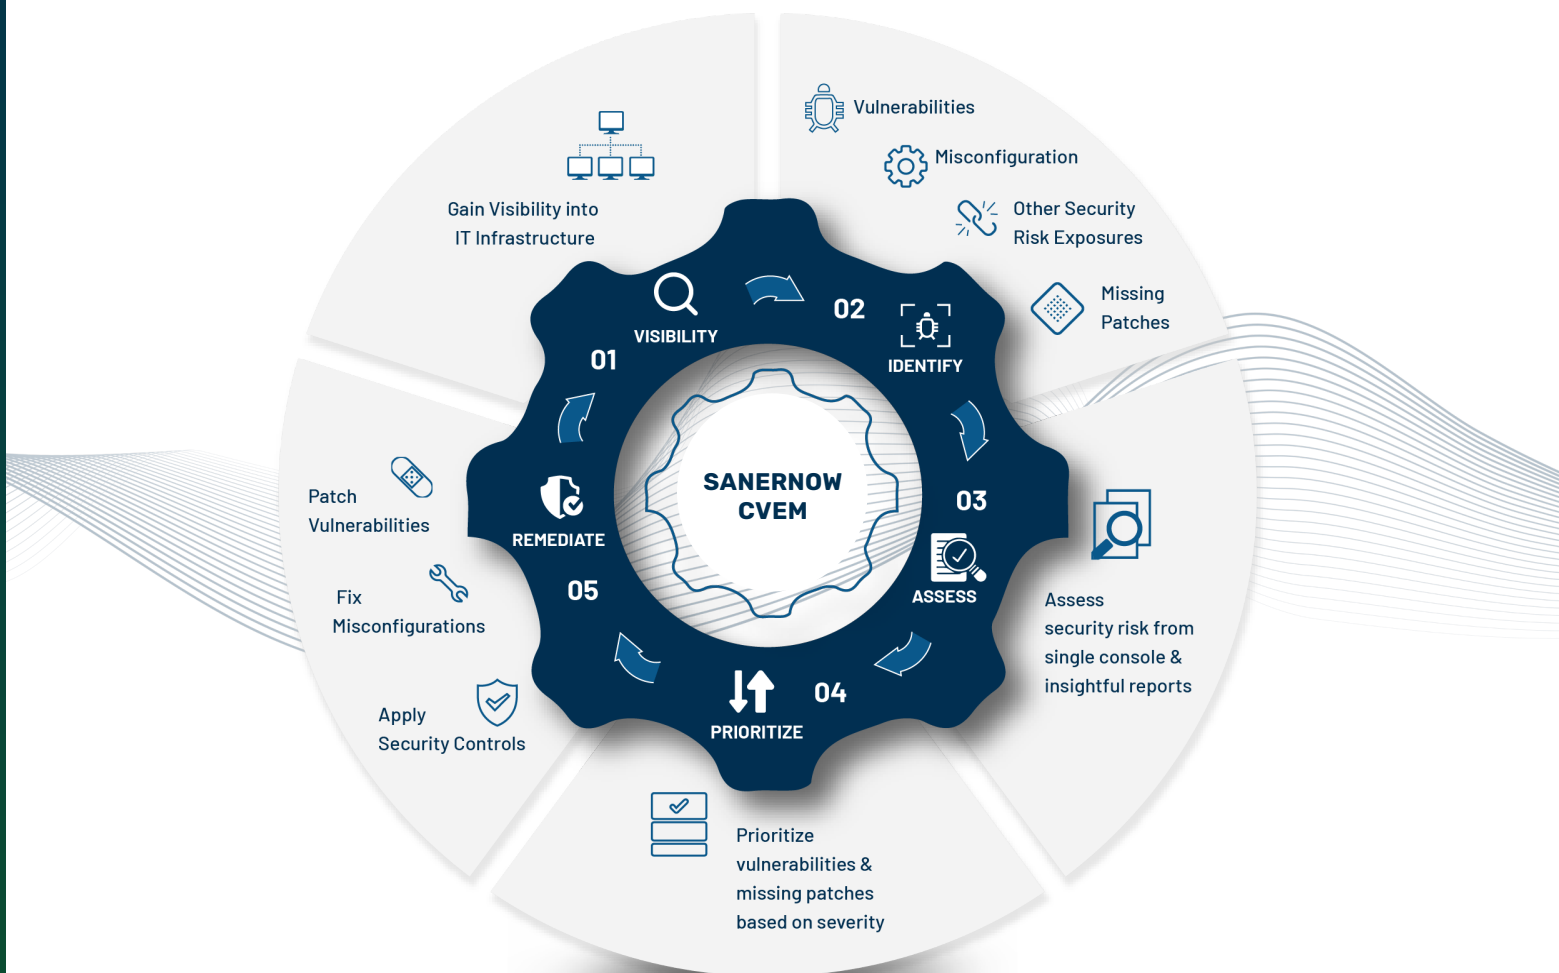 Gain Visibility into
IT Infrastructure
Vulnerabilities
Misconfiguration
Other Security
Risk Exposures
Missing
Patches
VISIBILITY
01
02
IDENTIFY
03
ASSESS
04
PRIORITIZE
REMEDIATE
05
SANERNOW
CVEM
Assess
security risk from
single console &
insightful reports
Prioritize
vulnerabilities &
missing patches
based on severity
Patch
Vulnerabilities
Fix
Misconfigurations
Apply
Security Controls